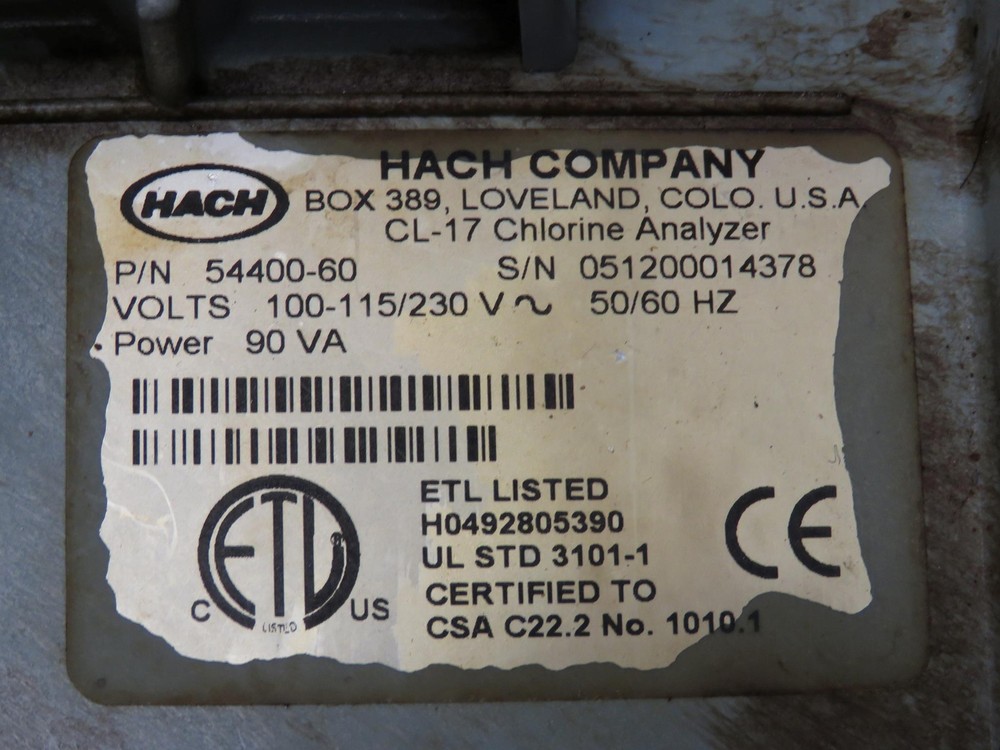 HACH COMPANY
HACH
BOX 389, LOVELAND, COLO. U.S.A.
CL-17 Chlorine Analyzer
P/N 54400-60 S/N 051200014378
VOLTS 100-115/230 V ~ 50/60 HZ
Power 90 VA
ETL LISTED
H0492805390
UL STD 3101-1
CERTIFIED TO
CSA C22.2 No. 1010.1
ETL ®
LISTED
C US
CE